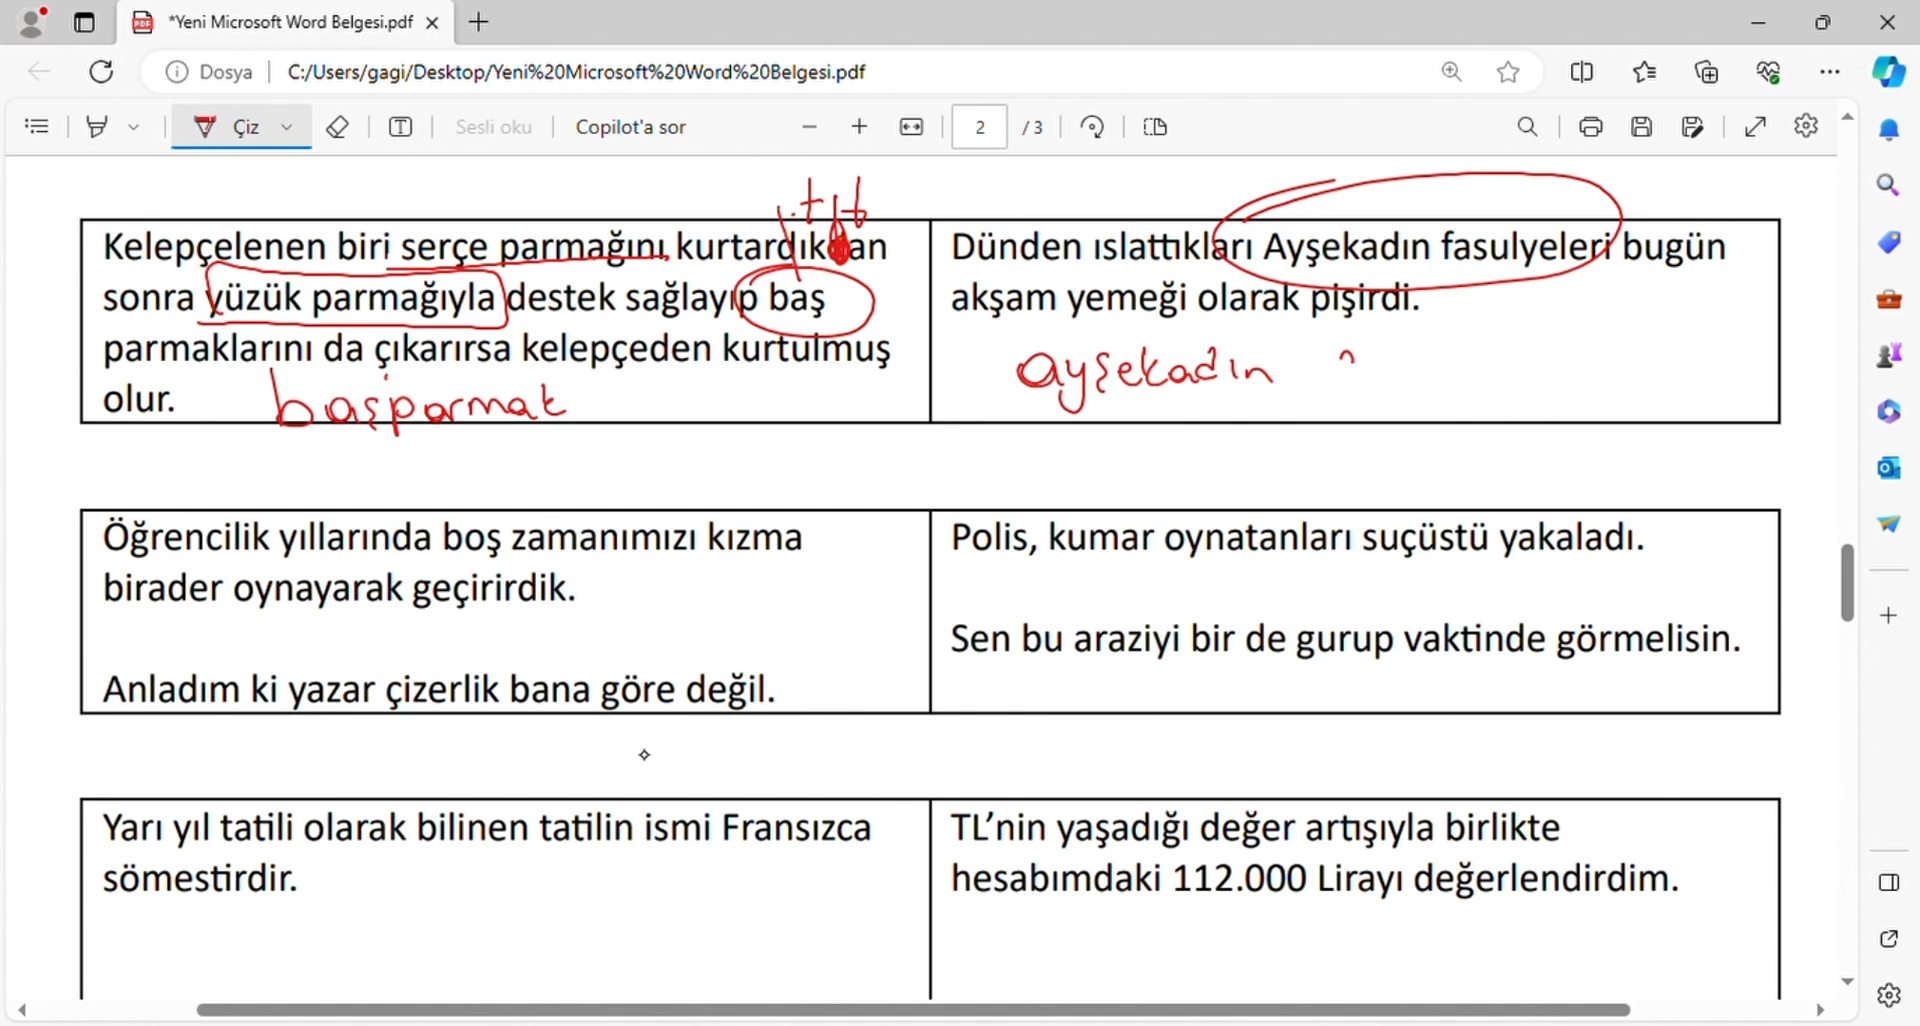 *Yeni Microsoft Word Belgesi.pdf
Dosya
C:/Users/gagi/Desktop/Yeni%20Microsoft%20Word%20Belgesi.pdf
Çiz
Sesli oku
Copilot'a sor
2 / 3
Kelepçelenen biri serçe parmağını kurtardıktan
sonra yüzük parmağıyla destek sağlayıp baş
parmaklarını da çıkarırsa kelepçeden kurtulmuş
olur.
başparmak
Dünden ıslattıkları Ayşekadın fasulyeleri bugün
akşam yemeği olarak pişirdi.
ayşekadın
Öğrencilik yıllarında boş zamanımızı kızma
birader oynayarak geçirirdik.
Anladım ki yazar çizerlik bana göre değil.
Polis, kumar oynatanları suçüstü yakaladı.
Sen bu araziyi bir de gurup vaktinde görmelisin.
Yarı yıl tatili olarak bilinen tatilin ismi Fransızca
sömestirdir.
TL'nin yaşadığı değer artışıyla birlikte
hesabımdaki 112.000 Lirayı değerlendirdim.